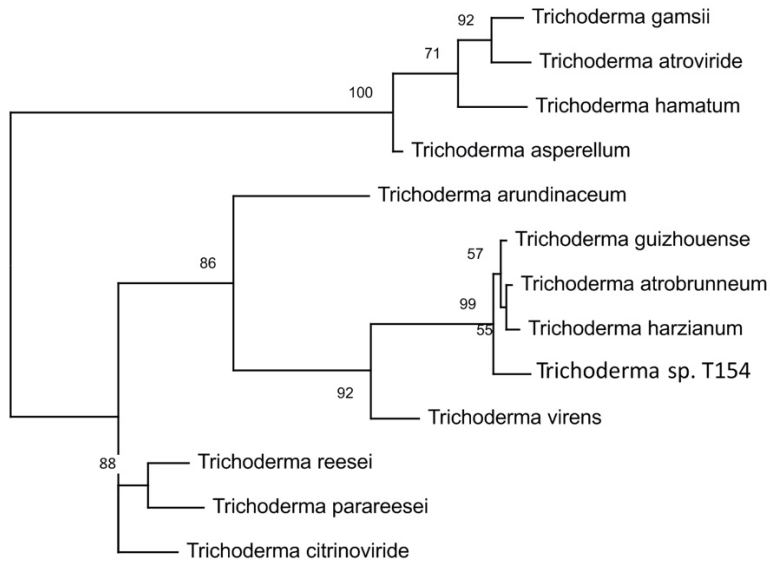 92
Trichoderma gamsii
71
Trichoderma atroviride
100
Trichoderma hamatum
Trichoderma asperellum
Trichoderma arundinaceum
57
Trichoderma guizhouense
86
Trichoderma atrobrunneum
99
55
Trichoderma harzianum
Trichoderma sp. T154
92
Trichoderma virens
88
Trichoderma reesei
Trichoderma parareesei
Trichoderma citrinoviride